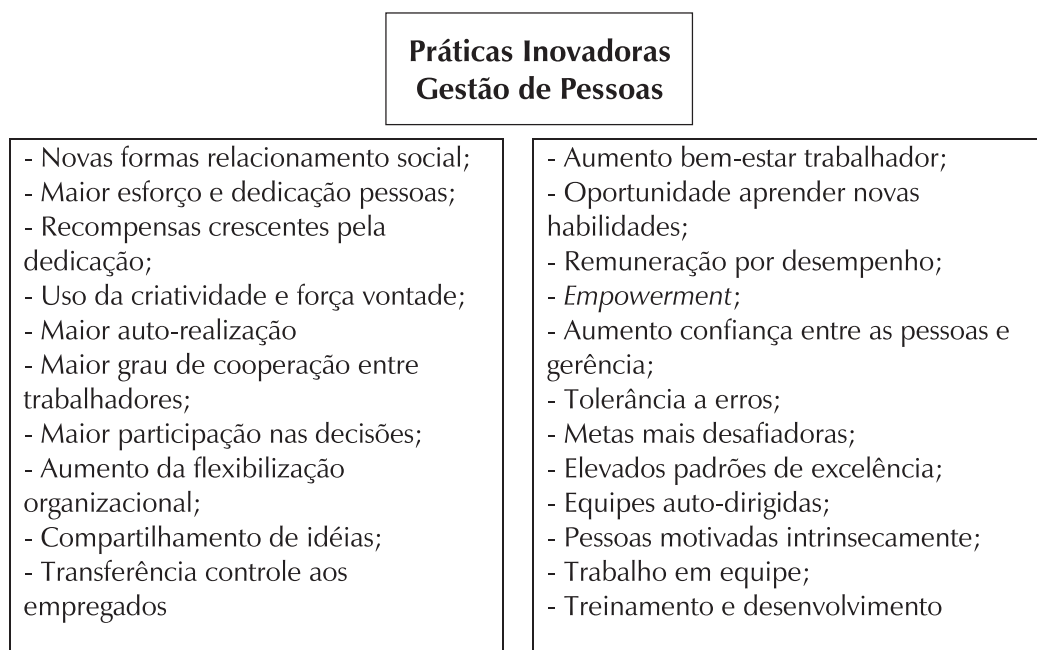 Práticas Inovadoras
Gestão de Pessoas
- Novas formas relacionamento social;
- Maior esforço e dedicação pessoas;
- Recompensas crescentes pela
dedicação;
- Uso da criatividade e força vontade;
- Maior auto-realização
- Maior grau de cooperação entre
trabalhadores;
- Maior participação nas decisões;
- Aumento da flexibilização
organizacional;
- Compartilhamento de idéias;
- Transferência controle aos
empregados
- Aumento bem-estar trabalhador;
- Oportunidade aprender novas
habilidades;
- Remuneração por desempenho;
- Empowerment;
- Aumento confiança entre as pessoas e
gerência;
- Tolerância a erros;
- Metas mais desafiadoras;
- Elevados padrões de excelência;
- Equipes auto-dirigidas;
- Pessoas motivadas intrinsecamente;
- Trabalho em equipe;
- Treinamento e desenvolvimento